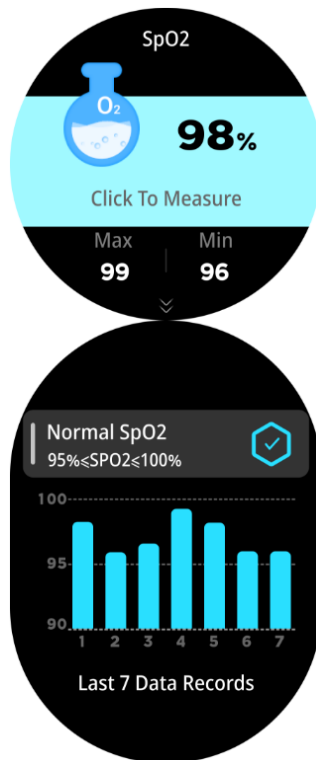 SpO2
O2
98%
Click To Measure
Max Min
99 96
Normal SpO2
95%⩽SPO2⩽100%
100
95
90
1 2 3 4 5 6 7
Last 7 Data Records